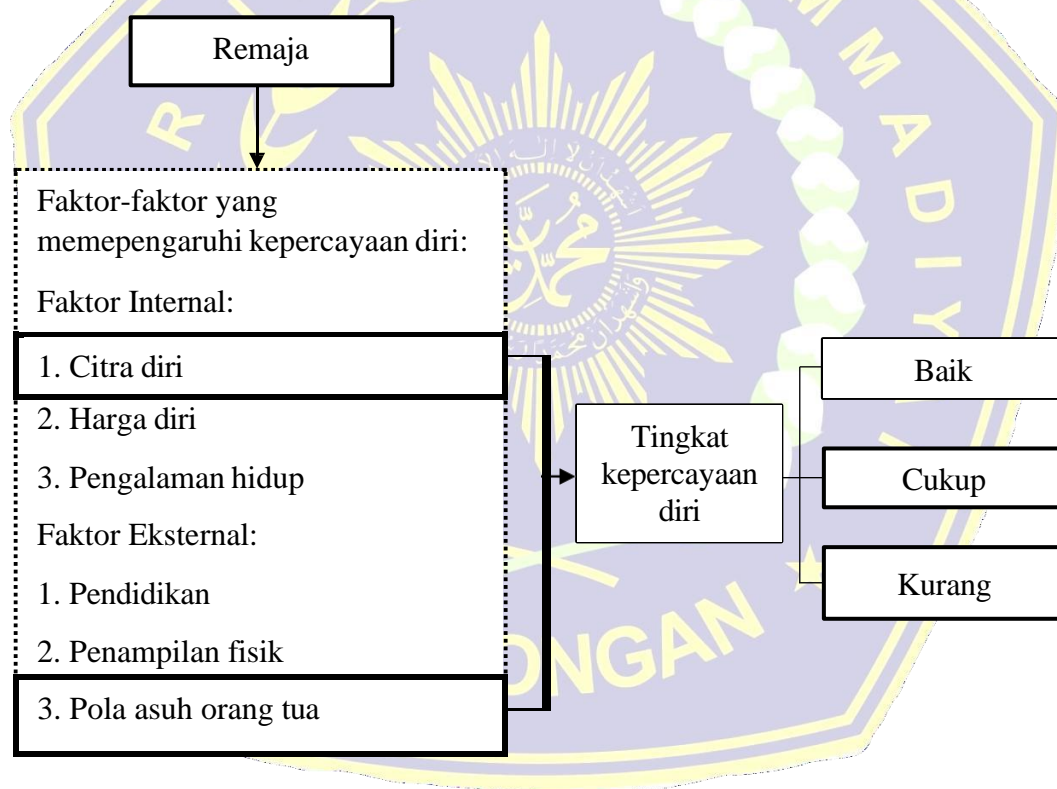 Remaja
Faktor-faktor yang
memepengaruhi kepercayaan diri:
Faktor Internal:
1. Citra diri
2. Harga diri
3. Pengalaman hidup
Faktor Eksternal:
1. Pendidikan
2. Penampilan fisik
3. Pola asuh orang tua
Tingkat
kepercayaan
diri
Baik
Cukup
Kurang